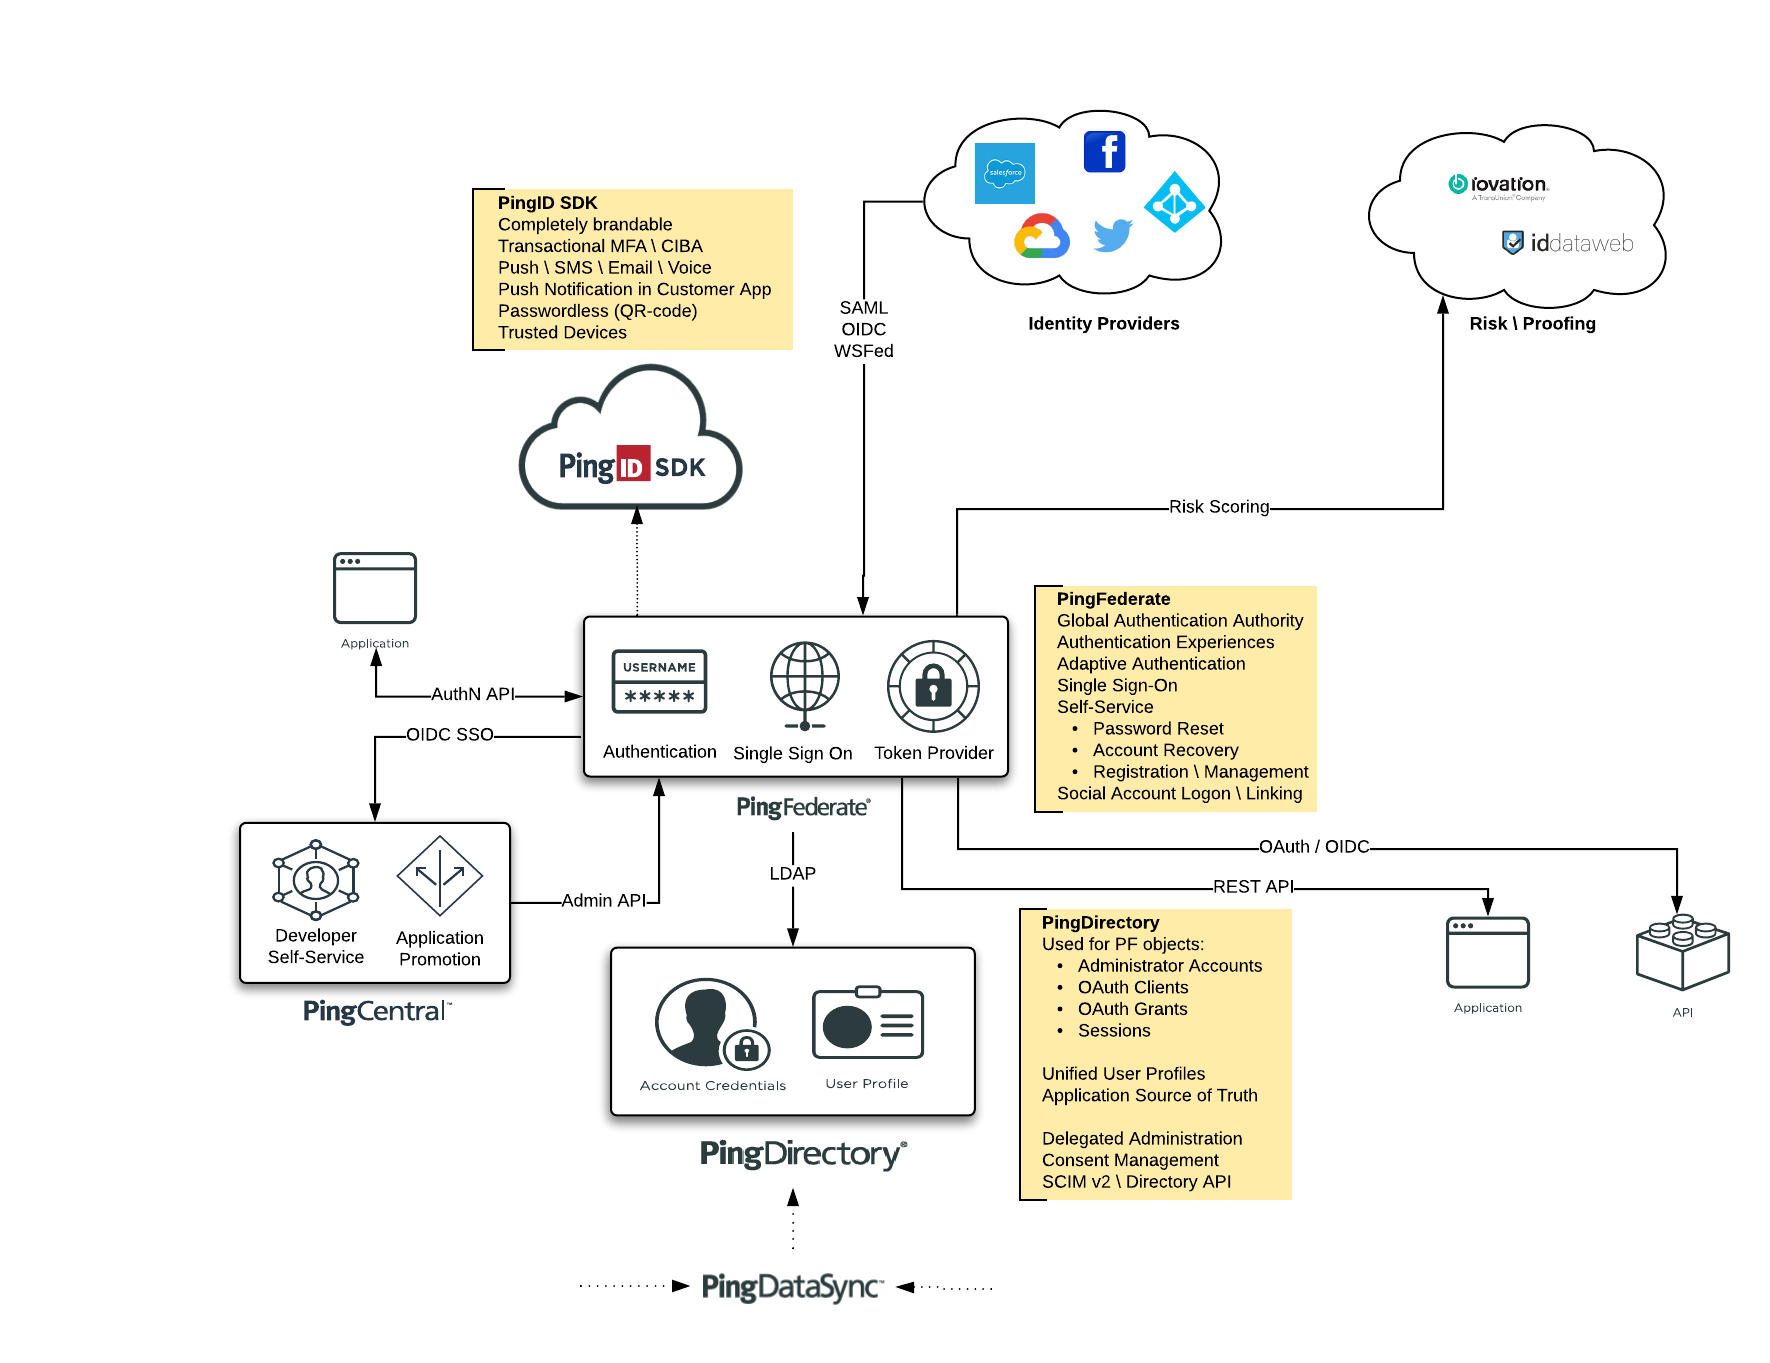 salesforce
f
Identity Providers
iovation
A TransUnion Company
iddataweb
Risk \ Proofing
PingID SDK
Completely brandable
Transactional MFA \ CIBA
Push \ SMS \ Email \ Voice
Push Notification in Customer App
Passwordless (QR-code)
Trusted Devices
SAML
OIDC
WSFed
PingID SDK
Risk Scoring
Application
AuthN API
OIDC SSO
USERNAME
*****
Authentication
Single Sign On
Token Provider
PingFederate®
PingFederate
Global Authentication Authority
Authentication Experiences
Adaptive Authentication
Single Sign-On
Self-Service
• Password Reset
• Account Recovery
• Registration \ Management
Social Account Logon \ Linking
Developer
Self-Service
Application
Promotion
PingCentral™
Admin API
LDAP
OAuth / OIDC
REST API
Application
API
Account Credentials
User Profile
PingDirectory®
PingDirectory
Used for PF objects:
• Administrator Accounts
• OAuth Clients
• OAuth Grants
• Sessions
Unified User Profiles
Application Source of Truth
Delegated Administration
Consent Management
SCIM v2 \ Directory API
PingDataSync™